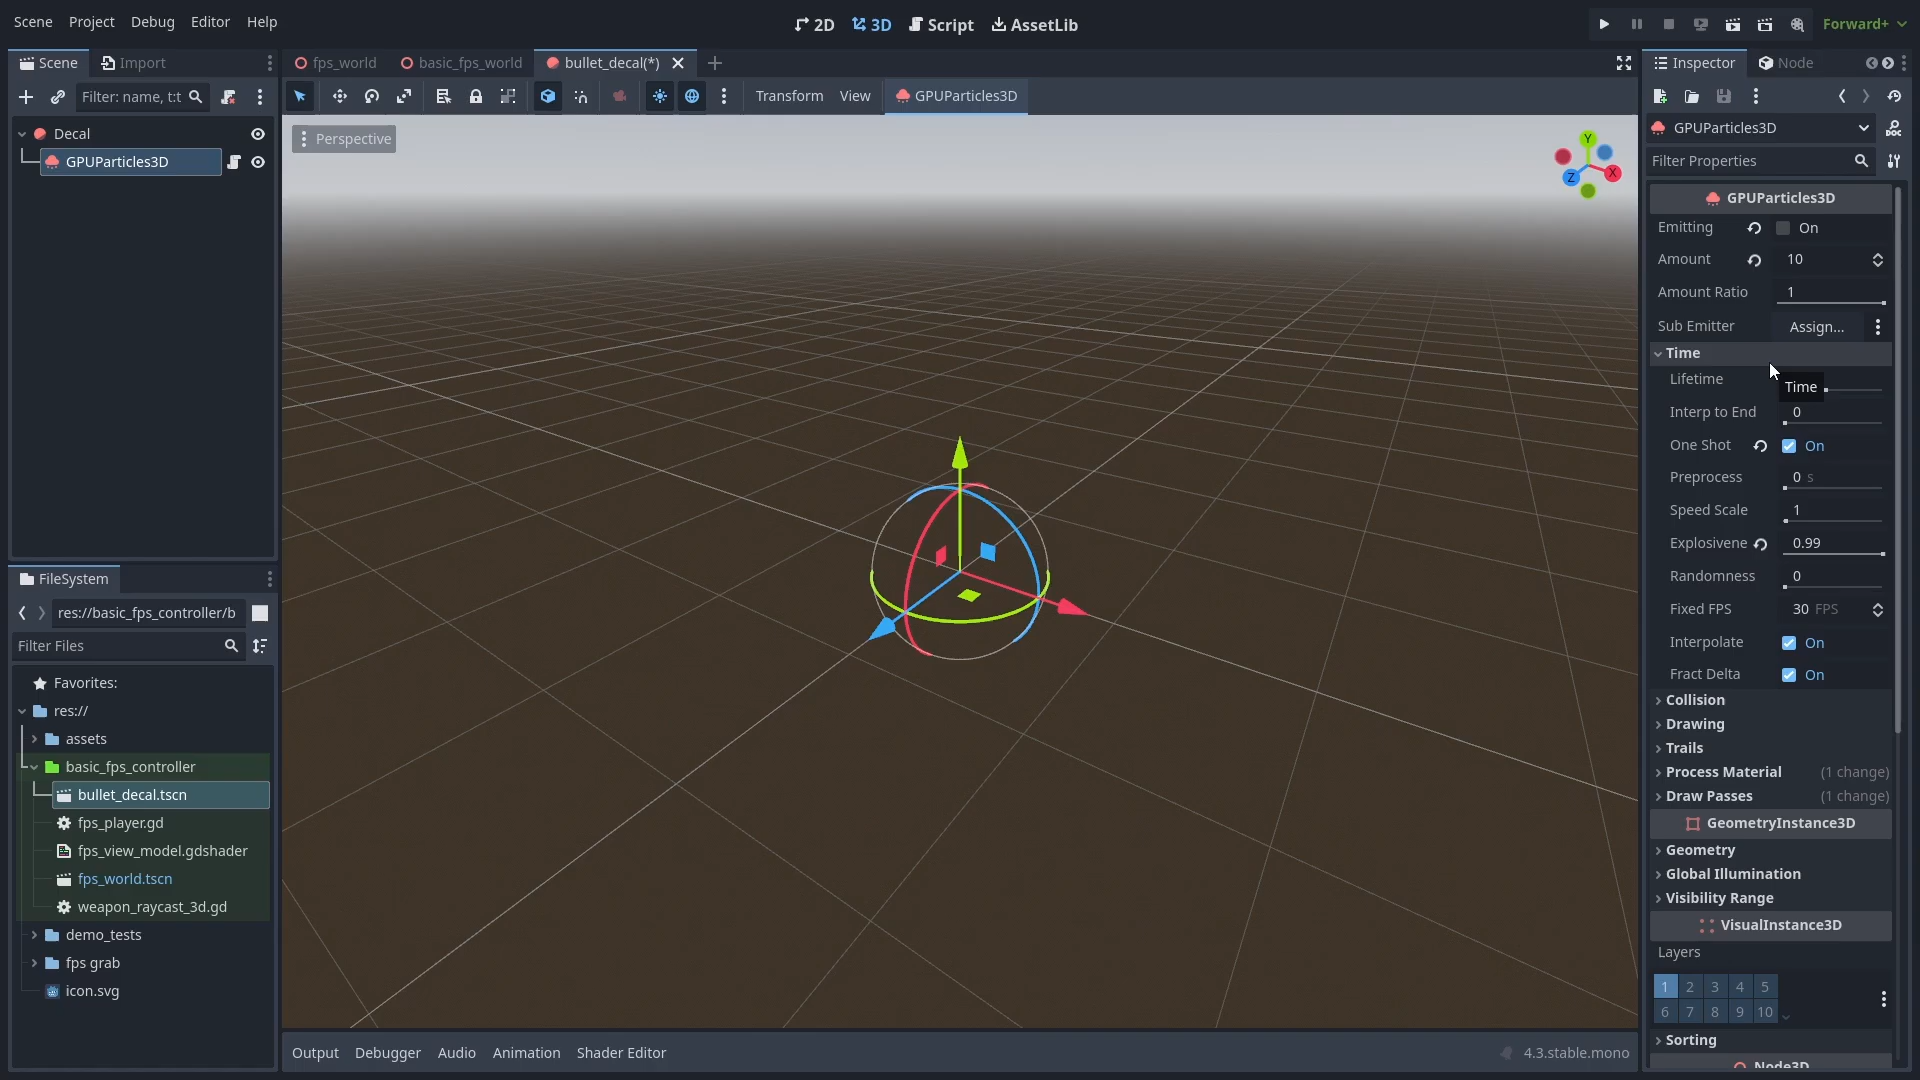 Scene Project Debug Editor Help
2D 3D Script AssetLib
Forward+
Scene Import
Filter: name, t:t
Decal
GPUParticles3D
fps_world basic_fps_world bullet_decal(*)
Transform View GPUParticles3D
Perspective
Y
X
Z
FileSystem
res://basic_fps_controller/b
Filter Files
Favorites:
res://
assets
basic_fps_controller
bullet_decal.tscn
fps_player.gd
fps_view_model.gdshader
fps_world.tscn
weapon_raycast_3d.gd
demo_tests
fps grab
icon.svg
Output Debugger Audio Animation Shader Editor
4.3.stable.mono
Inspector Node
GPUParticles3D
DOC
Filter Properties
GPUParticles3D
Emitting On
Amount 10
Amount Ratio 1
Sub Emitter Assign...
Time
Lifetime
Time
Interp to End 0
One Shot On
Preprocess 0 s
Speed Scale 1
Explosivene 0.99
Randomness 0
Fixed FPS 30 FPS
Interpolate On
Fract Delta On
Collision
Drawing
Trails
Process Material (1 change)
Draw Passes (1 change)
GeometryInstance3D
Geometry
Global Illumination
Visibility Range
VisualInstance3D
Layers
1 2 3 4 5
6 7 8 9 10
Sorting
Node3D